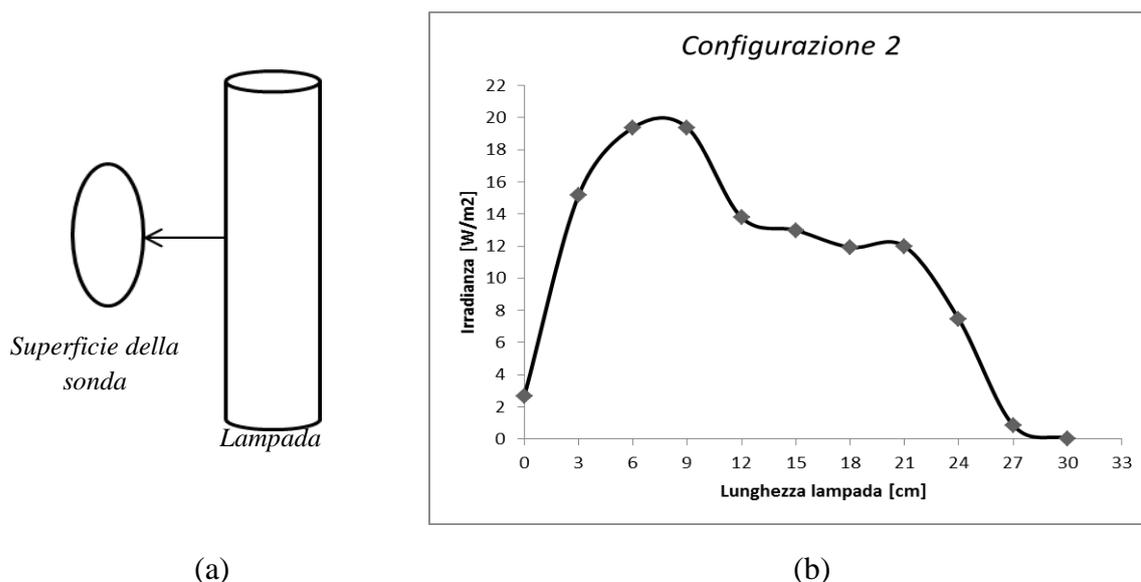 Superficie della
sonda
Lampada
(a)
Configurazione 2
Irradianza [W/m2]
22
20
18
16
14
12
10
8
6
4
2
0
0 3 6 9 12 15 18 21 24 27 30 33
Lunghezza lampada [cm]
(b)